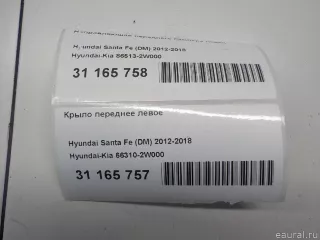 Hyundai Santa Fe (DM) 2012-2018
Hyundai-Kia 86513-2W000
31 165 758
Крыло переднее левое
Hyundai Santa Fe (DM) 2012-2018
Hyundai-Kia 66310-2W000
31 165 757
eaural.ru